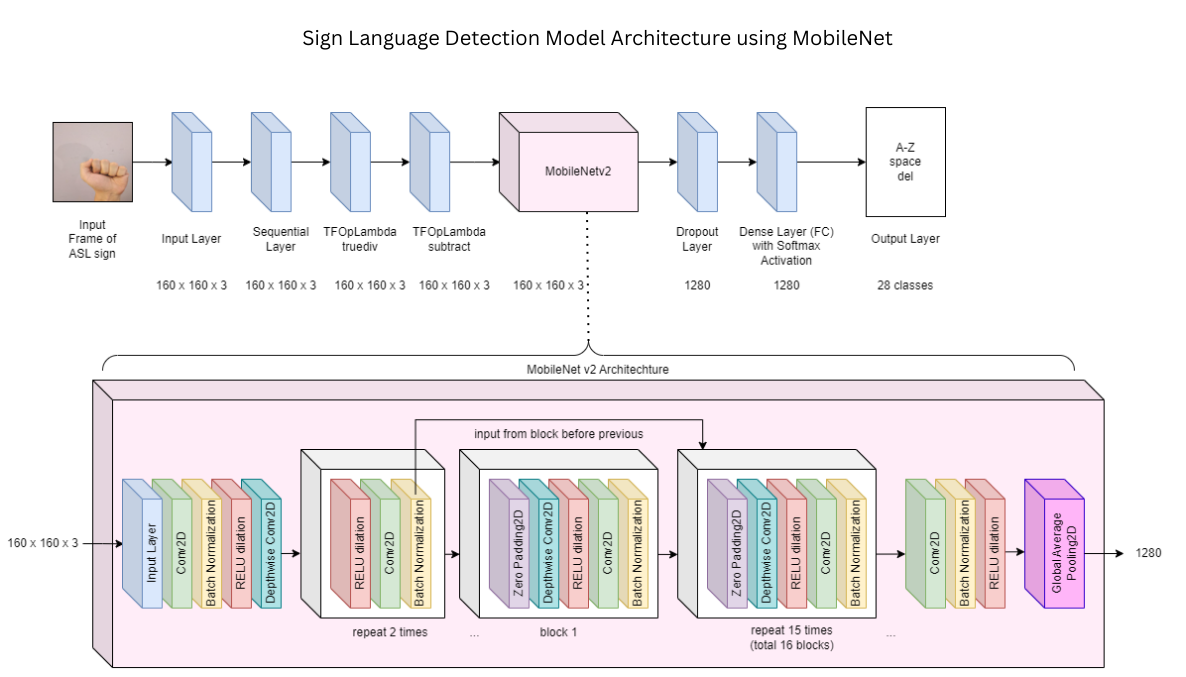 Sign Language Detection Model Architecture using MobileNet
A-Z
space
del
MobileNetv2
Input
Frame of
ASL sign
Input Layer
Sequential
Layer
TFOpLambda
truediv
TFOpLambda
subtract
Dropout
Layer
Dense Layer (FC)
with Softmax
Activation
Output Layer
160 x 160 x 3
160 x 160 x 3
160 x 160 x 3
160 x 160 x 3
160 x 160 x 3
1280
1280
28 classes
MobileNet v2 Architechture
input from block before previous
160 x 160 x 3
Input Layer
Conv2D
Batch Normalization
RELU dilation
Depthwise Conv2D
RELU dilation
Conv2D
Batch Normalization
Zero Padding2D
Depthwise Conv2D
RELU dilation
Conv2D
Batch Normalization
Zero Padding2D
Depthwise Conv2D
RELU dilation
Conv2D
Batch Normalization
Conv2D
Batch Normalization
RELU dilation
Global Average
Pooling2D
1280
repeat 2 times
...
block 1
repeat 15 times
(total 16 blocks)
...